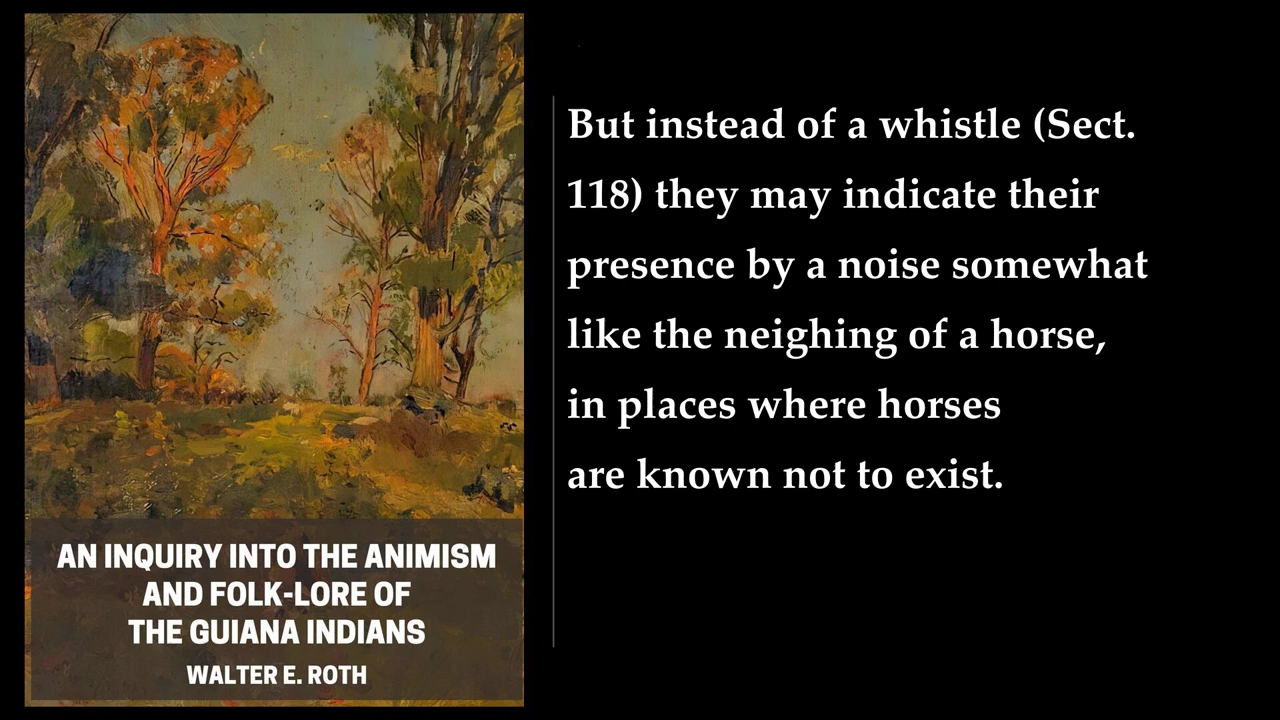 But instead of a whistle (Sect.
118) they may indicate their
presence by a noise somewhat
like the neighing of a horse,
in places where horses
are known not to exist.
AN INQUIRY INTO THE ANIMISM
AND FOLK-LORE OF
THE GUIANA INDIANS
WALTER E. ROTH